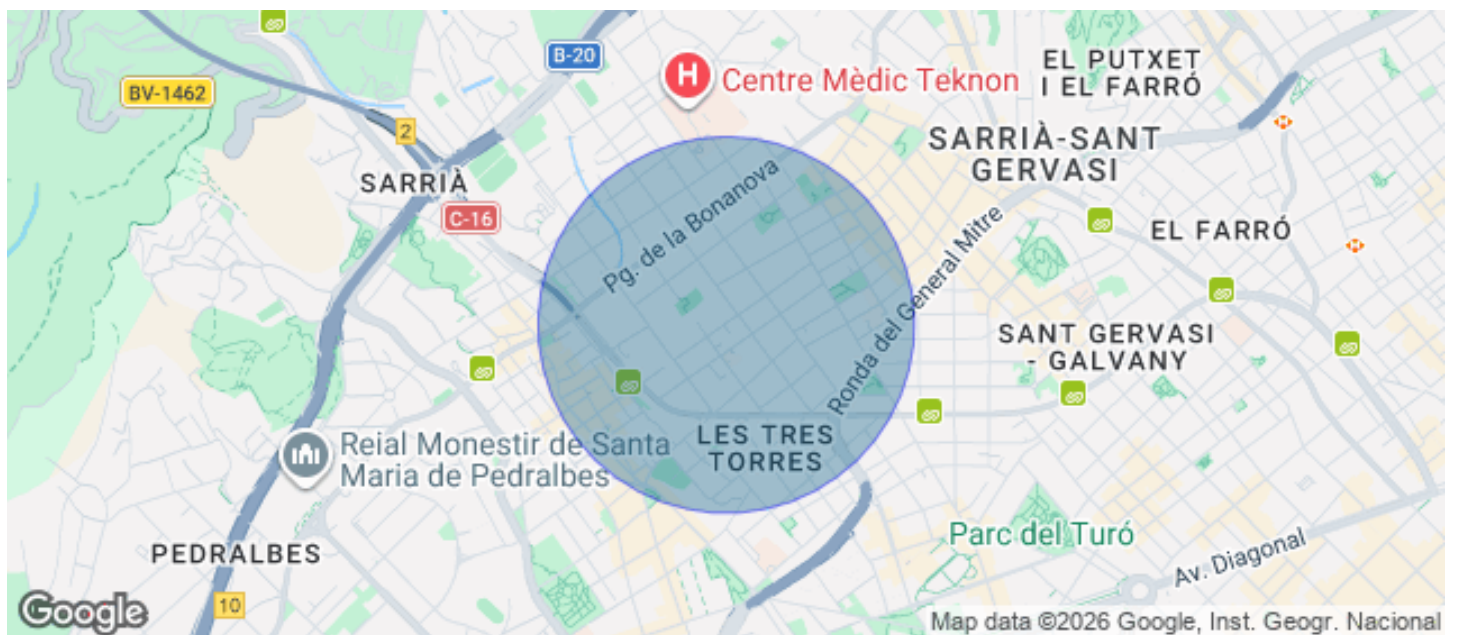 B-20
BV-1462
Centre Mèdic Teknon
EL PUTXET
I EL FARRÓ
2
SARRIÀ
C-16
SARRIÀ-SANT
GERVASI
Pg. de la Bonanova
EL FARRÓ
Ronda del General Mitre
SANT GERVASI
- GALVANY
LES TRES
TORRES
Reial Monestir de Santa
Maria de Pedralbes
PEDRALBES
Parc del Turó
Av. Diagonal
10
Google
Map data ©2026 Google, Inst. Geogr. Nacional